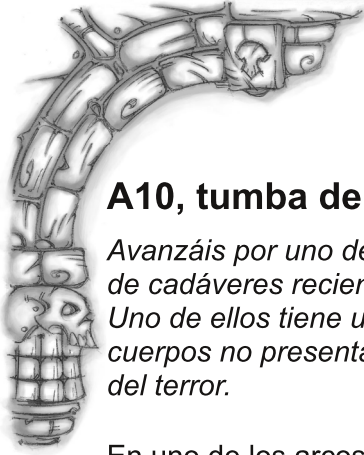 A10, tumba de
Avanzáis por uno de
de cadáveres recien
Uno de ellos tiene u
cuerpos no presenta
del terror.
En uno de los arcos